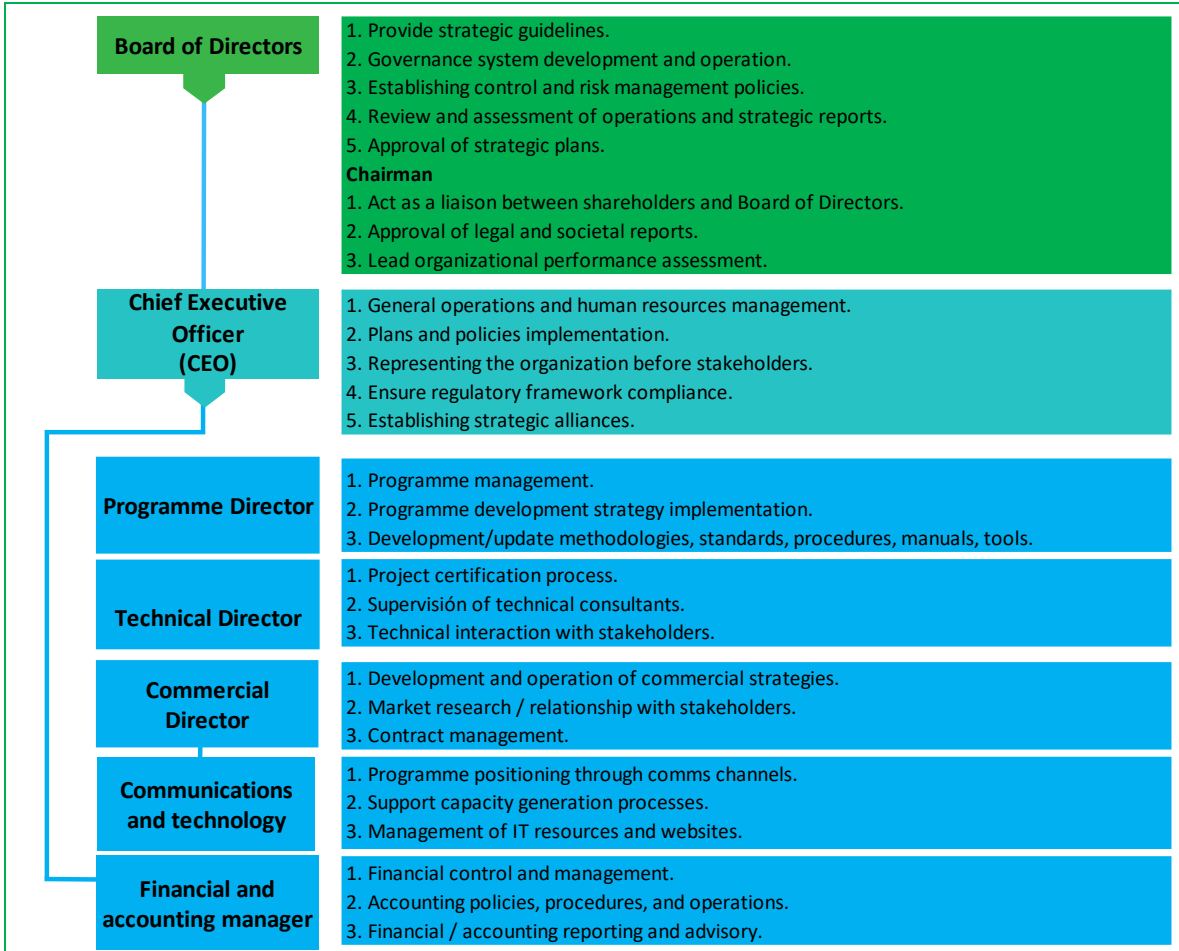 Board of Directors
1. Provide strategic guidelines.
2. Governance system development and operation.
3. Establishing control and risk management policies.
4. Review and assessment of operations and strategic reports.
5. Approval of strategic plans.
Chairman
1. Act as a liaison between shareholders and Board of Directors.
2. Approval of legal and societal reports.
3. Lead organizational performance assessment.
Chief Executive
Officer
(CEO)
1. General operations and human resources management.
2. Plans and policies implementation.
3. Representing the organization before stakeholders.
4. Ensure regulatory framework compliance.
5. Establishing strategic alliances.
Programme Director
1. Programme management.
2. Programme development strategy implementation.
3. Development/update methodologies, standards, procedures, manuals, tools.
Technical Director
1. Project certification process.
2. Supervisión of technical consultants.
3. Technical interaction with stakeholders.
Commercial
Director
1. Development and operation of commercial strategies.
2. Market research / relationship with stakeholders.
3. Contract management.
Communications
and technology
1. Programme positioning through comms channels.
2. Support capacity generation processes.
3. Management of IT resources and websites.
Financial and
accounting manager
1. Financial control and management.
2. Accounting policies, procedures, and operations.
3. Financial / accounting reporting and advisory.